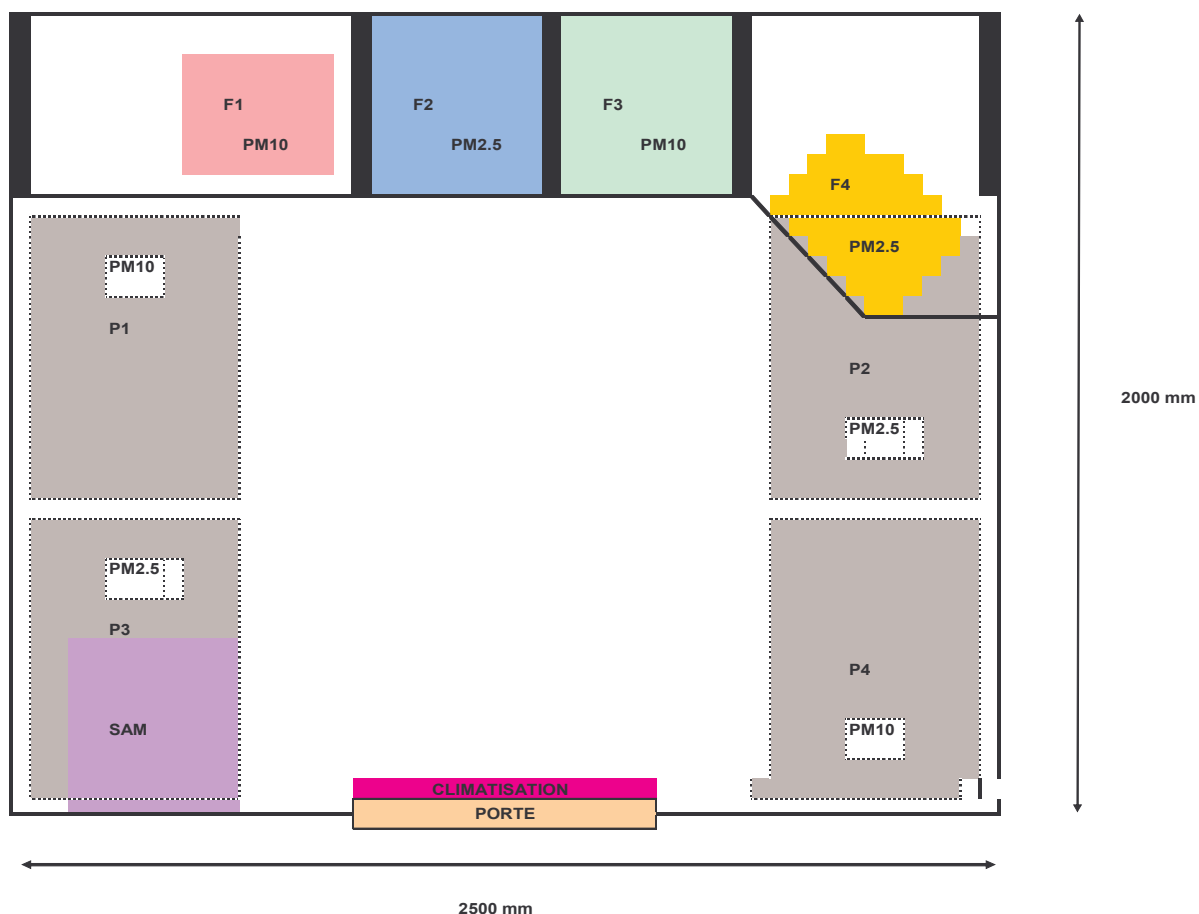 F1
PM10
F2
PM2.5
F3
PM10
F4
PM2.5
PM10
P1
P2
PM2.5
2000 mm
PM2.5
P3
SAM
P4
PM10
CLIMATISATION
PORTE
2500 mm